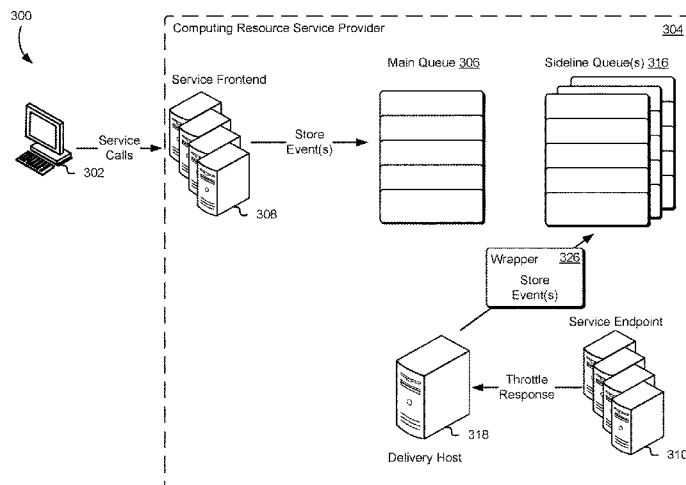 300
Computing Resource Service Provider 304
Service Frontend
Main Queue 306
Sideline Queue(s) 316
Service
Calls
302
Store
Event(s)
308
Wrapper 326
Store
Event(s)
Service Endpoint
Throttle
Response
318
310
Delivery Host